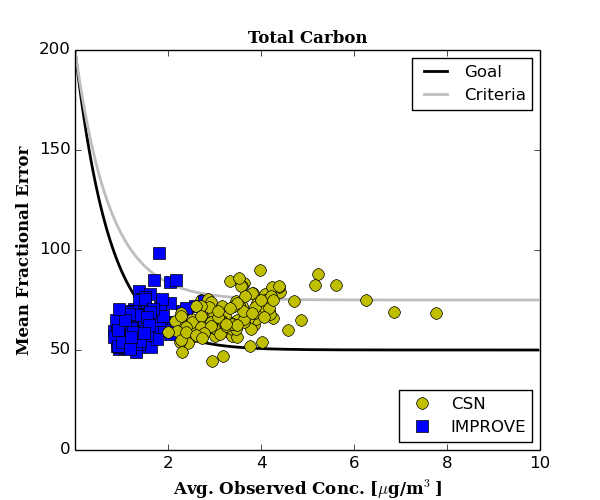 Total Carbon
200
150
100
50
0
Mean Fractional Error
Goal
Criteria
CSN
IMPROVE
2
4
6
8
10
Avg. Observed Conc. [μg/m³ ]